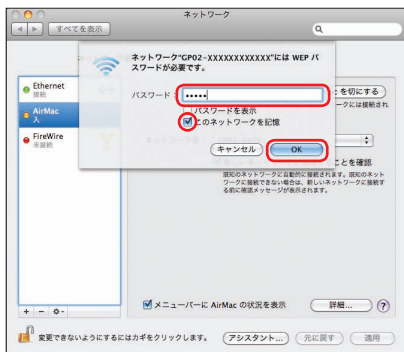 ネットワーク
すべてを表示
ネットワーク"GP02-XXXXXXXXXXXX"には WEP パ
スワードが必要です。
パスワード：•••••
パスワードを表示
このネットワークを記憶
キャンセル
OK
Ethernet
接続
AirMac
入
FireWire
未接続
を切にする
ークには接続され
ことを確認
既知のネットワークに自動的に接続されます。既知のネット
ワークに接続できない場合は、新しいネットワークに接続す
る前に確認メッセージが表示されます。
メニューバーに AirMac の状況を表示
詳細...
?
変更できないようにするにはカギをクリックします。
アシスタント...
元に戻す
適用